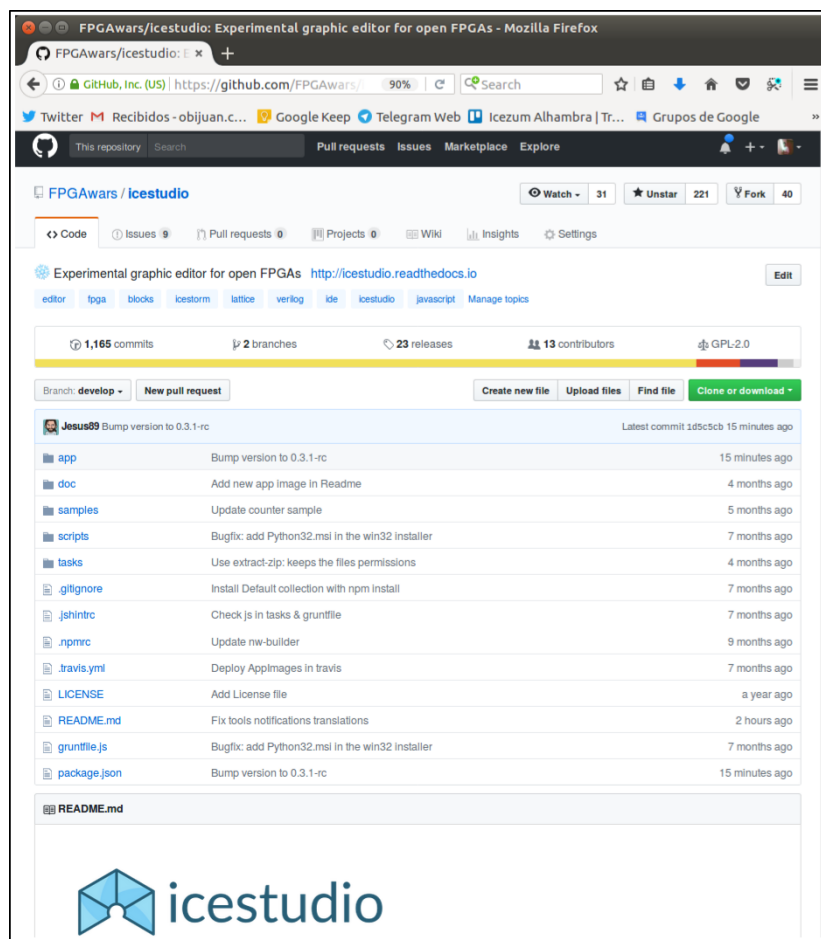 FPGAwars/icestudio: Experimental graphic editor for open FPGAs - Mozilla Firefox
FPGAwars/icestudio: E ×
GitHub, Inc. (US) https://github.com/FPGAwars/ 90% Search
Twitter Recibidos - obijuan.c... Google Keep Telegram Web Icezum Alhambra | Tr... Grupos de Google »
This repository Search Pull requests Issues Marketplace Explore
FPGAwars / icestudio Watch 31 Unstar 221 Fork 40
Code Issues 9 Pull requests 0 Projects 0 Wiki Insights Settings
Experimental graphic editor for open FPGAs http://icestudio.readthedocs.io Edit
editor fpga blocks icestorm lattice verilog ide icestudio javascript Manage topics
1,165 commits 2 branches 23 releases 13 contributors GPL-2.0
Branch: develop New pull request Create new file Upload files Find file Clone or download
Jesus89 Bump version to 0.3.1-rc Latest commit 1d5c5cb 15 minutes ago
app Bump version to 0.3.1-rc 15 minutes ago
doc Add new app image in Readme 4 months ago
samples Update counter sample 5 months ago
scripts Bugfix: add Python32.msi in the win32 installer 7 months ago
tasks Use extract-zip: keeps the files permissions 4 months ago
.gitignore Install Default collection with npm install 7 months ago
.jshintrc Check js in tasks & gruntfile 7 months ago
.npmrc Update nw-builder 9 months ago
.travis.yml Deploy AppImages in travis 7 months ago
LICENSE Add License file a year ago
README.md Fix tools notifications translations 2 hours ago
gruntfile.js Bugfix: add Python32.msi in the win32 installer 7 months ago
package.json Bump version to 0.3.1-rc 15 minutes ago
README.md
icestudio